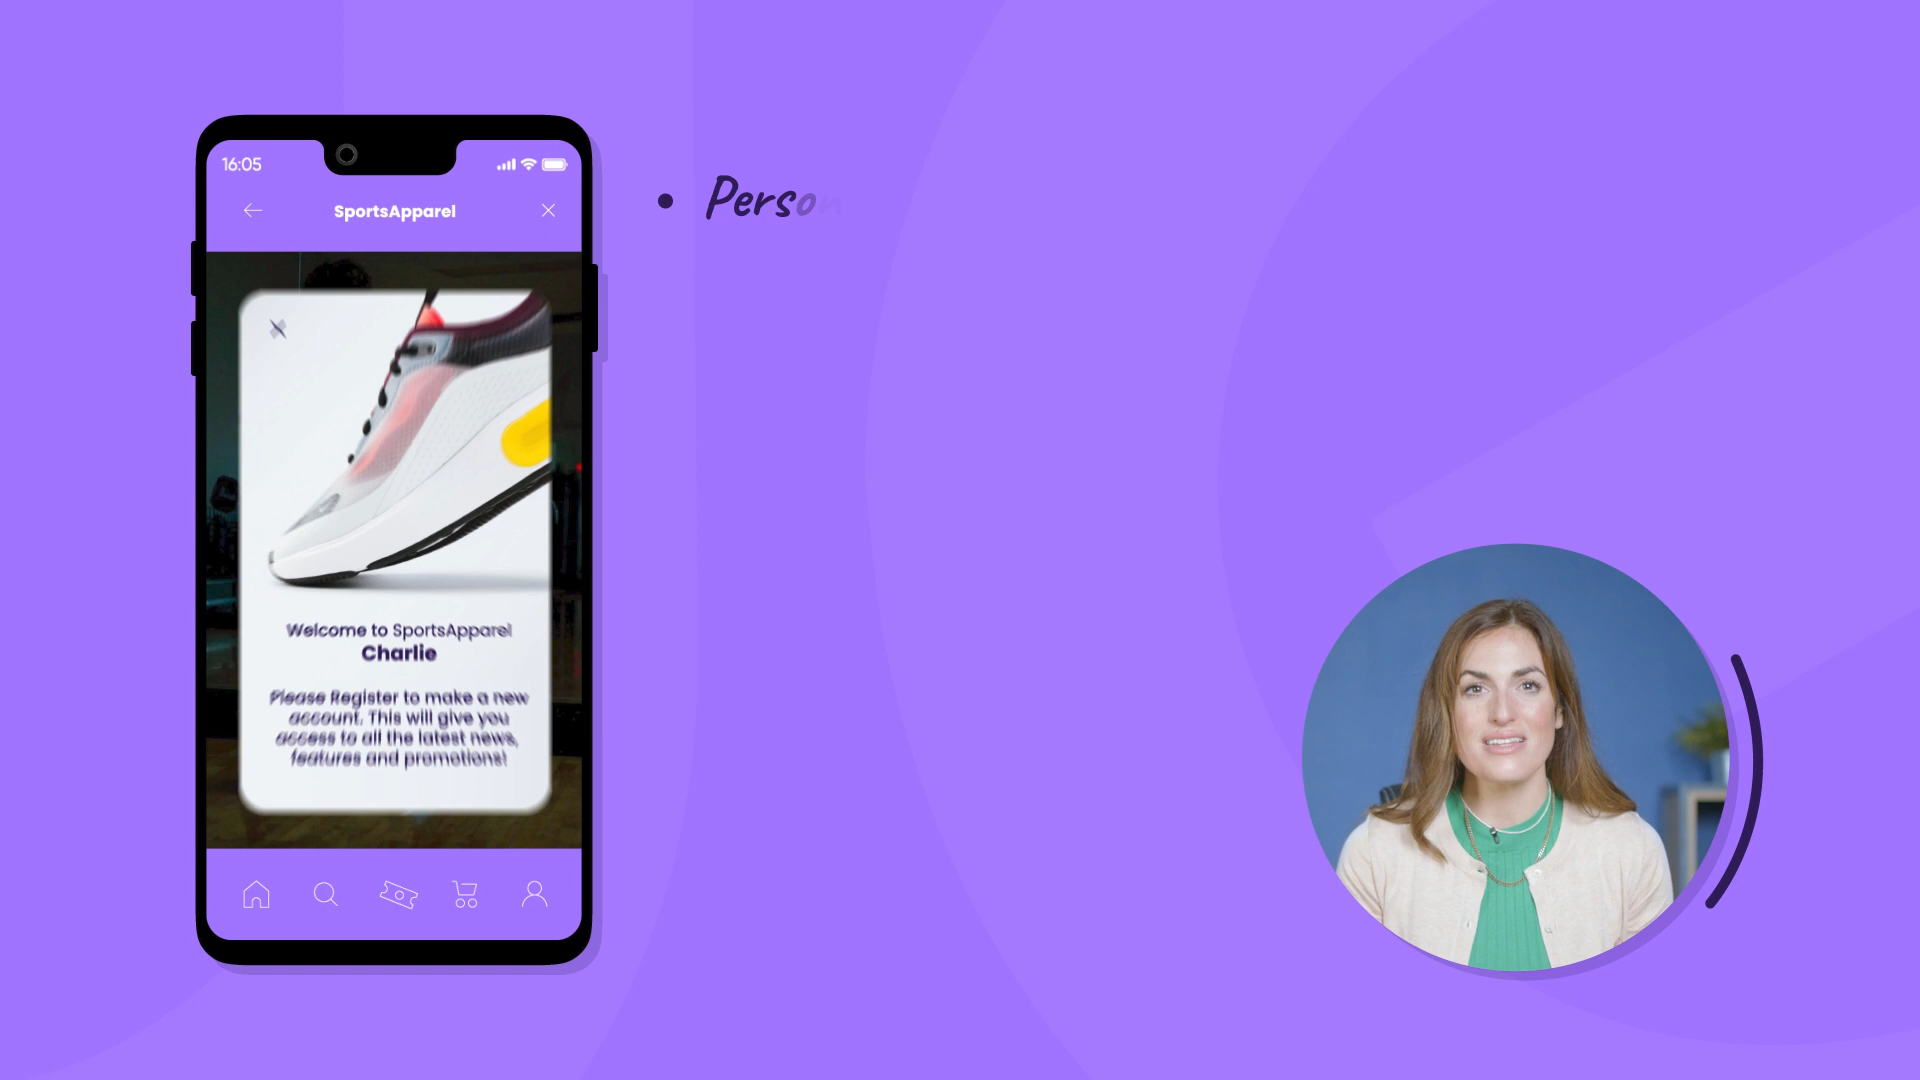 16:05
SportsApparel
• Person
Welcome to SportsApparel
Charlie
Please Register to make a new
account. This will give you
access to all the latest news,
features and promotions!